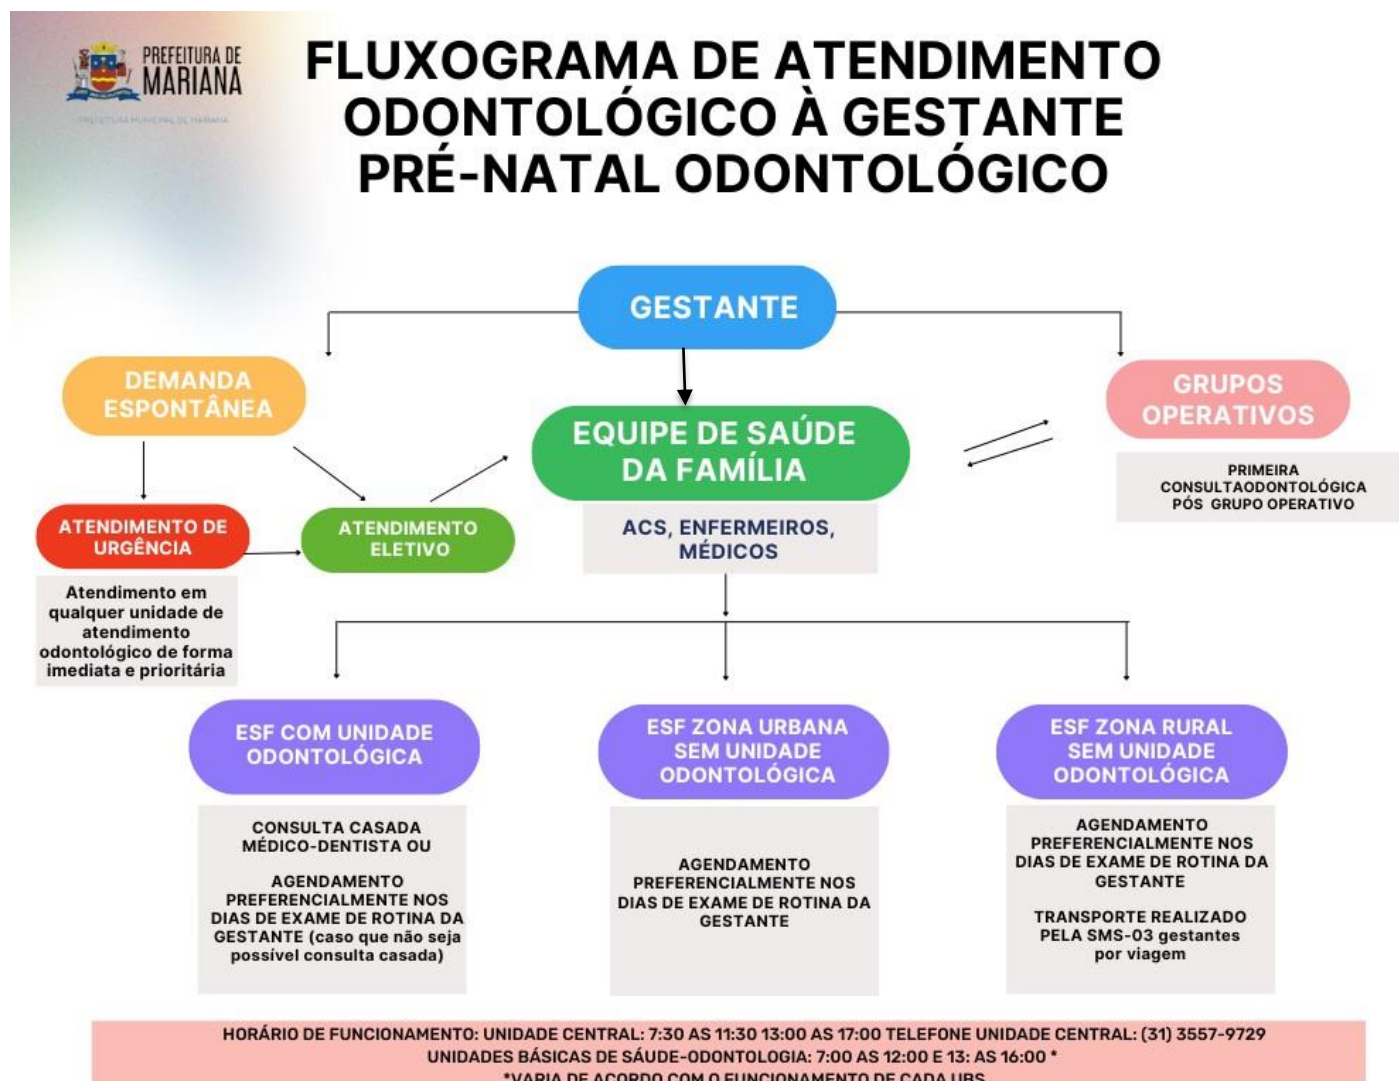 PREFEITURA DE
MARIANA
PREFEITURA MUNICIPAL DE MARIANA
FLUXOGRAMA DE ATENDIMENTO
ODONTOLÓGICO À GESTANTE
PRÉ-NATAL ODONTOLÓGICO
GESTANTE
DEMANDA
ESPONTÂNEA
EQUIPE DE SAÚDE
DA FAMÍLIA
GRUPOS
OPERATIVOS
PRIMEIRA
CONSULTAODONTOLÓGICA
PÓS GRUPO OPERATIVO
ATENDIMENTO DE
URGÊNCIA
ATENDIMENTO
ELETIVO
ACS, ENFERMEIROS,
MÉDICOS
Atendimento em
qualquer unidade de
atendimento
odontológico de forma
imediata e prioritária
ESF COM UNIDADE
ODONTOLÓGICA
ESF ZONA URBANA
SEM UNIDADE
ODONTOLÓGICA
ESF ZONA RURAL
SEM UNIDADE
ODONTOLÓGICA
CONSULTA CASADA
MÉDICO-DENTISTA OU
AGENDAMENTO
PREFERENCIALMENTE NOS
DIAS DE EXAME DE ROTINA DA
GESTANTE (caso que não seja
possível consulta casada)
AGENDAMENTO
PREFERENCIALMENTE NOS
DIAS DE EXAME DE ROTINA DA
GESTANTE
AGENDAMENTO
PREFERENCIALMENTE NOS
DIAS DE EXAME DE ROTINA DA
GESTANTE
TRANSPORTE REALIZADO
PELA SMS-03 gestantes
por viagem
HORÁRIO DE FUNCIONAMENTO: UNIDADE CENTRAL: 7:30 AS 11:30 13:00 AS 17:00 TELEFONE UNIDADE CENTRAL: (31) 3557-9729
UNIDADES BÁSICAS DE SÁUDE-ODONTOLOGIA: 7:00 AS 12:00 E 13: AS 16:00 *
*VARIA DE ACORDO COM O FUNCIONAMENTO DE CADA UBS